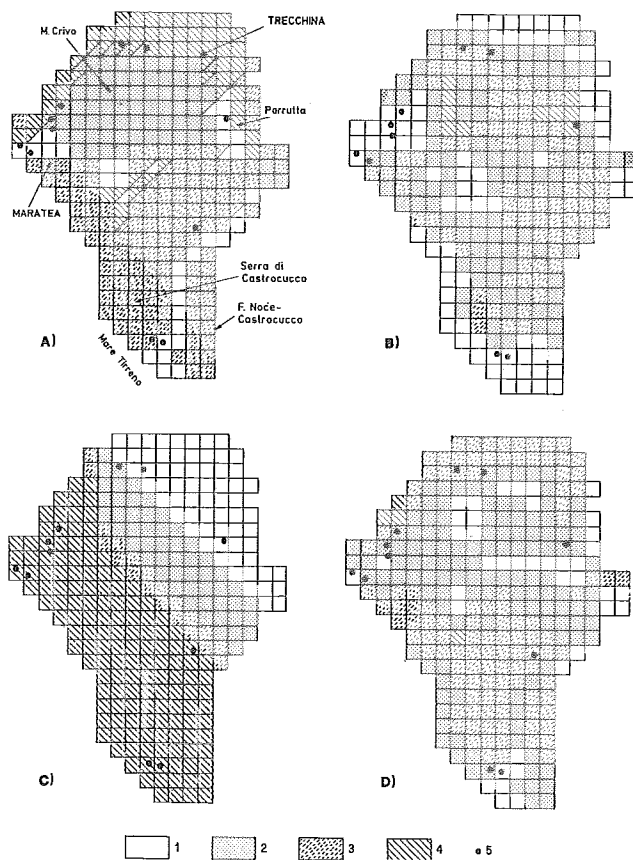 M. Crivo
TRECCHINA
Parrutta
MARATEA
Serra di
Castrocucco
F. Noce-
Castrocucco
Mare Tirreno
A)
B)
C)
D)
1
2
3
4
5